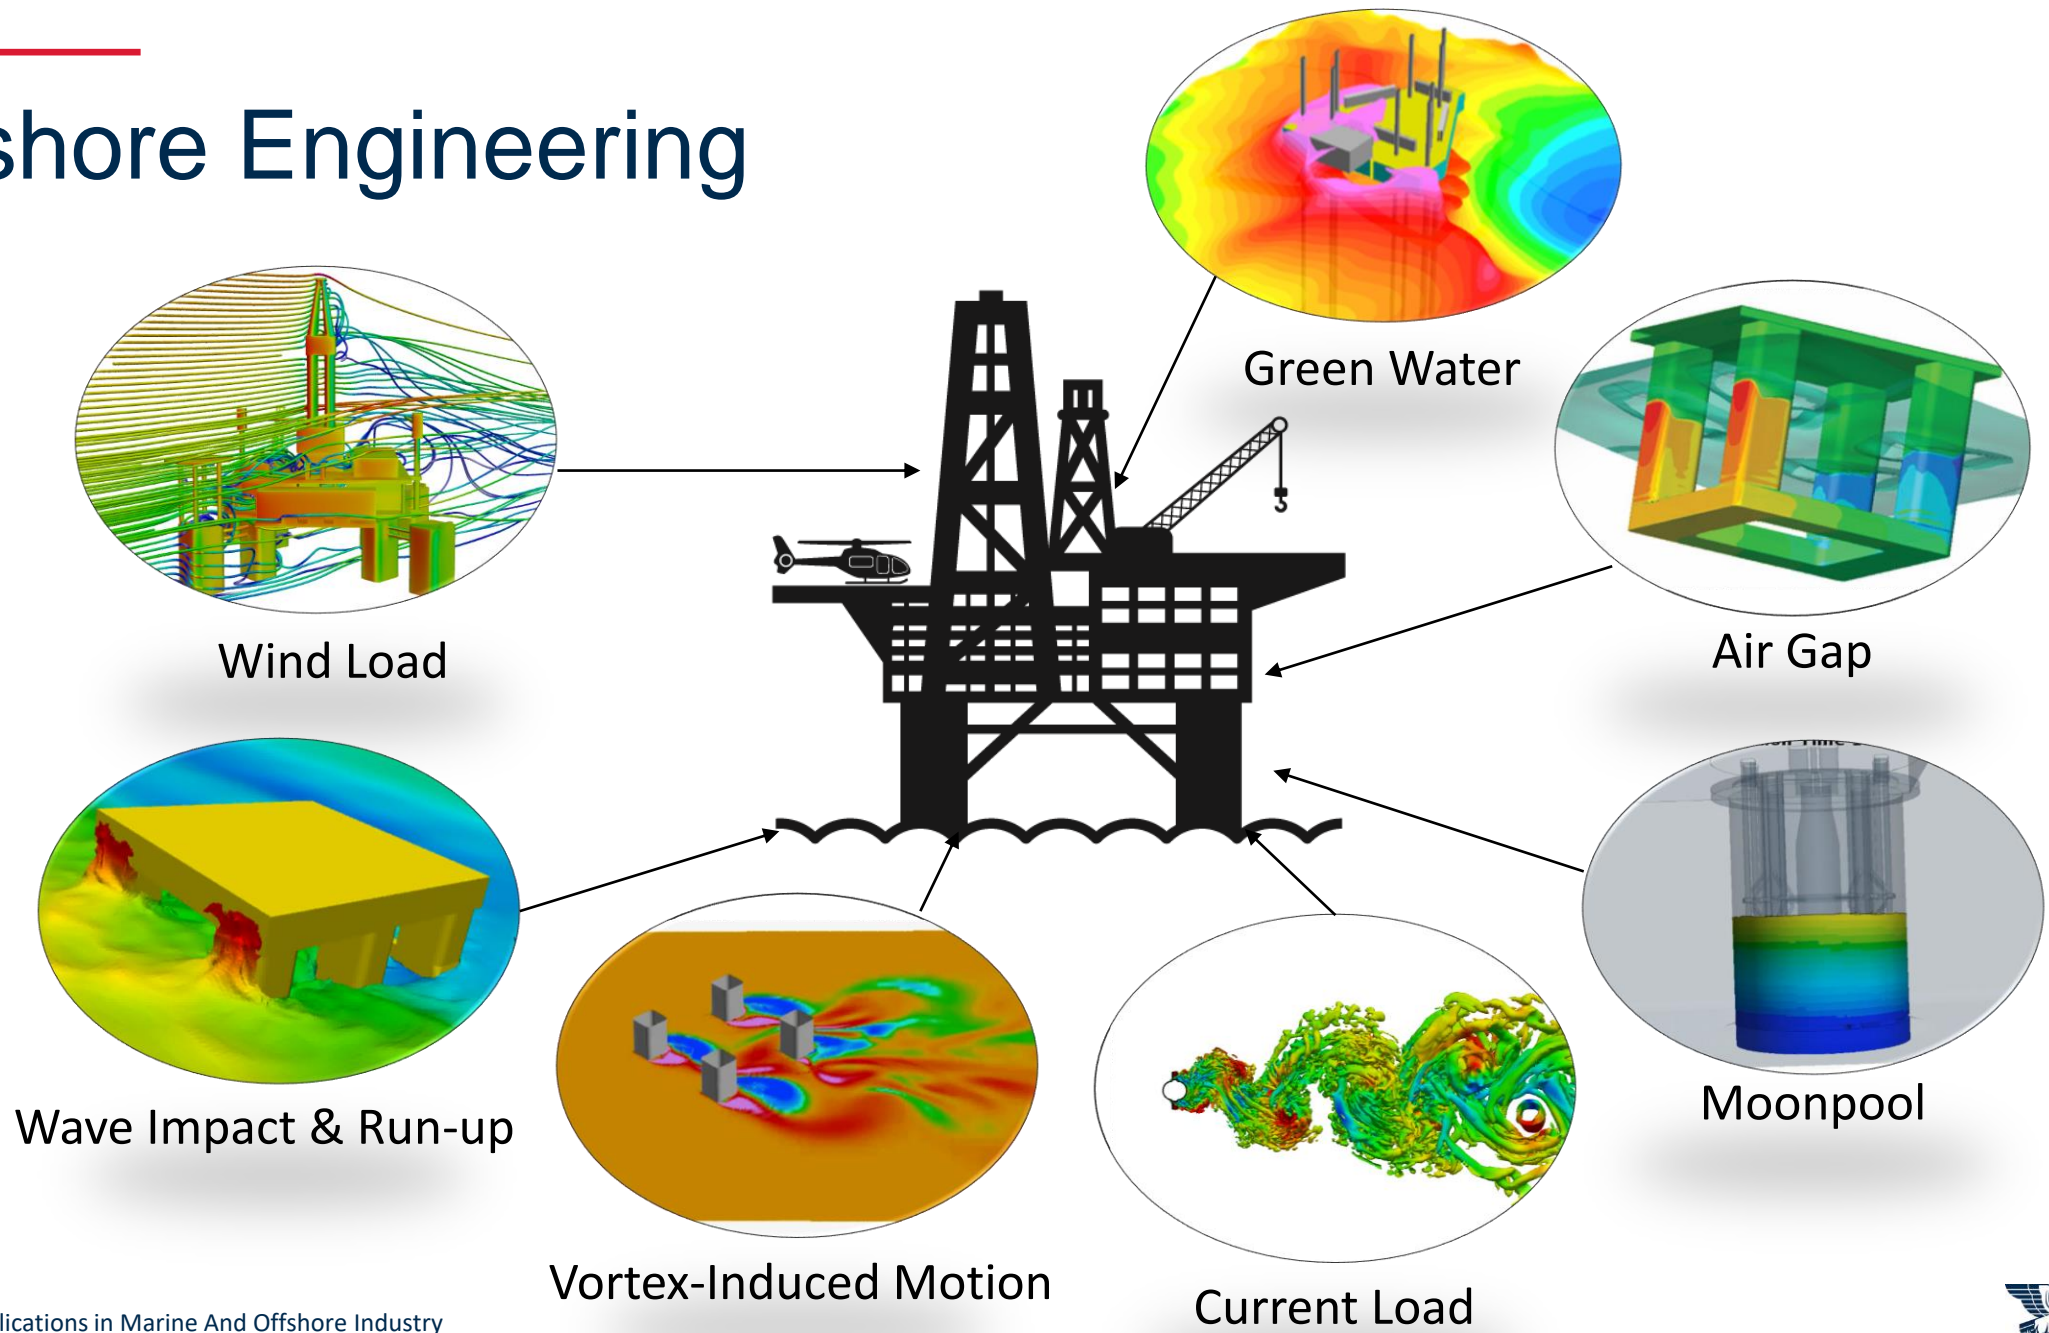 shore Engineering
Green Water
Wind Load
Air Gap
Wave Impact & Run-up
Moonpool
Vortex-Induced Motion
Current Load
lications in Marine And Offshore Industry